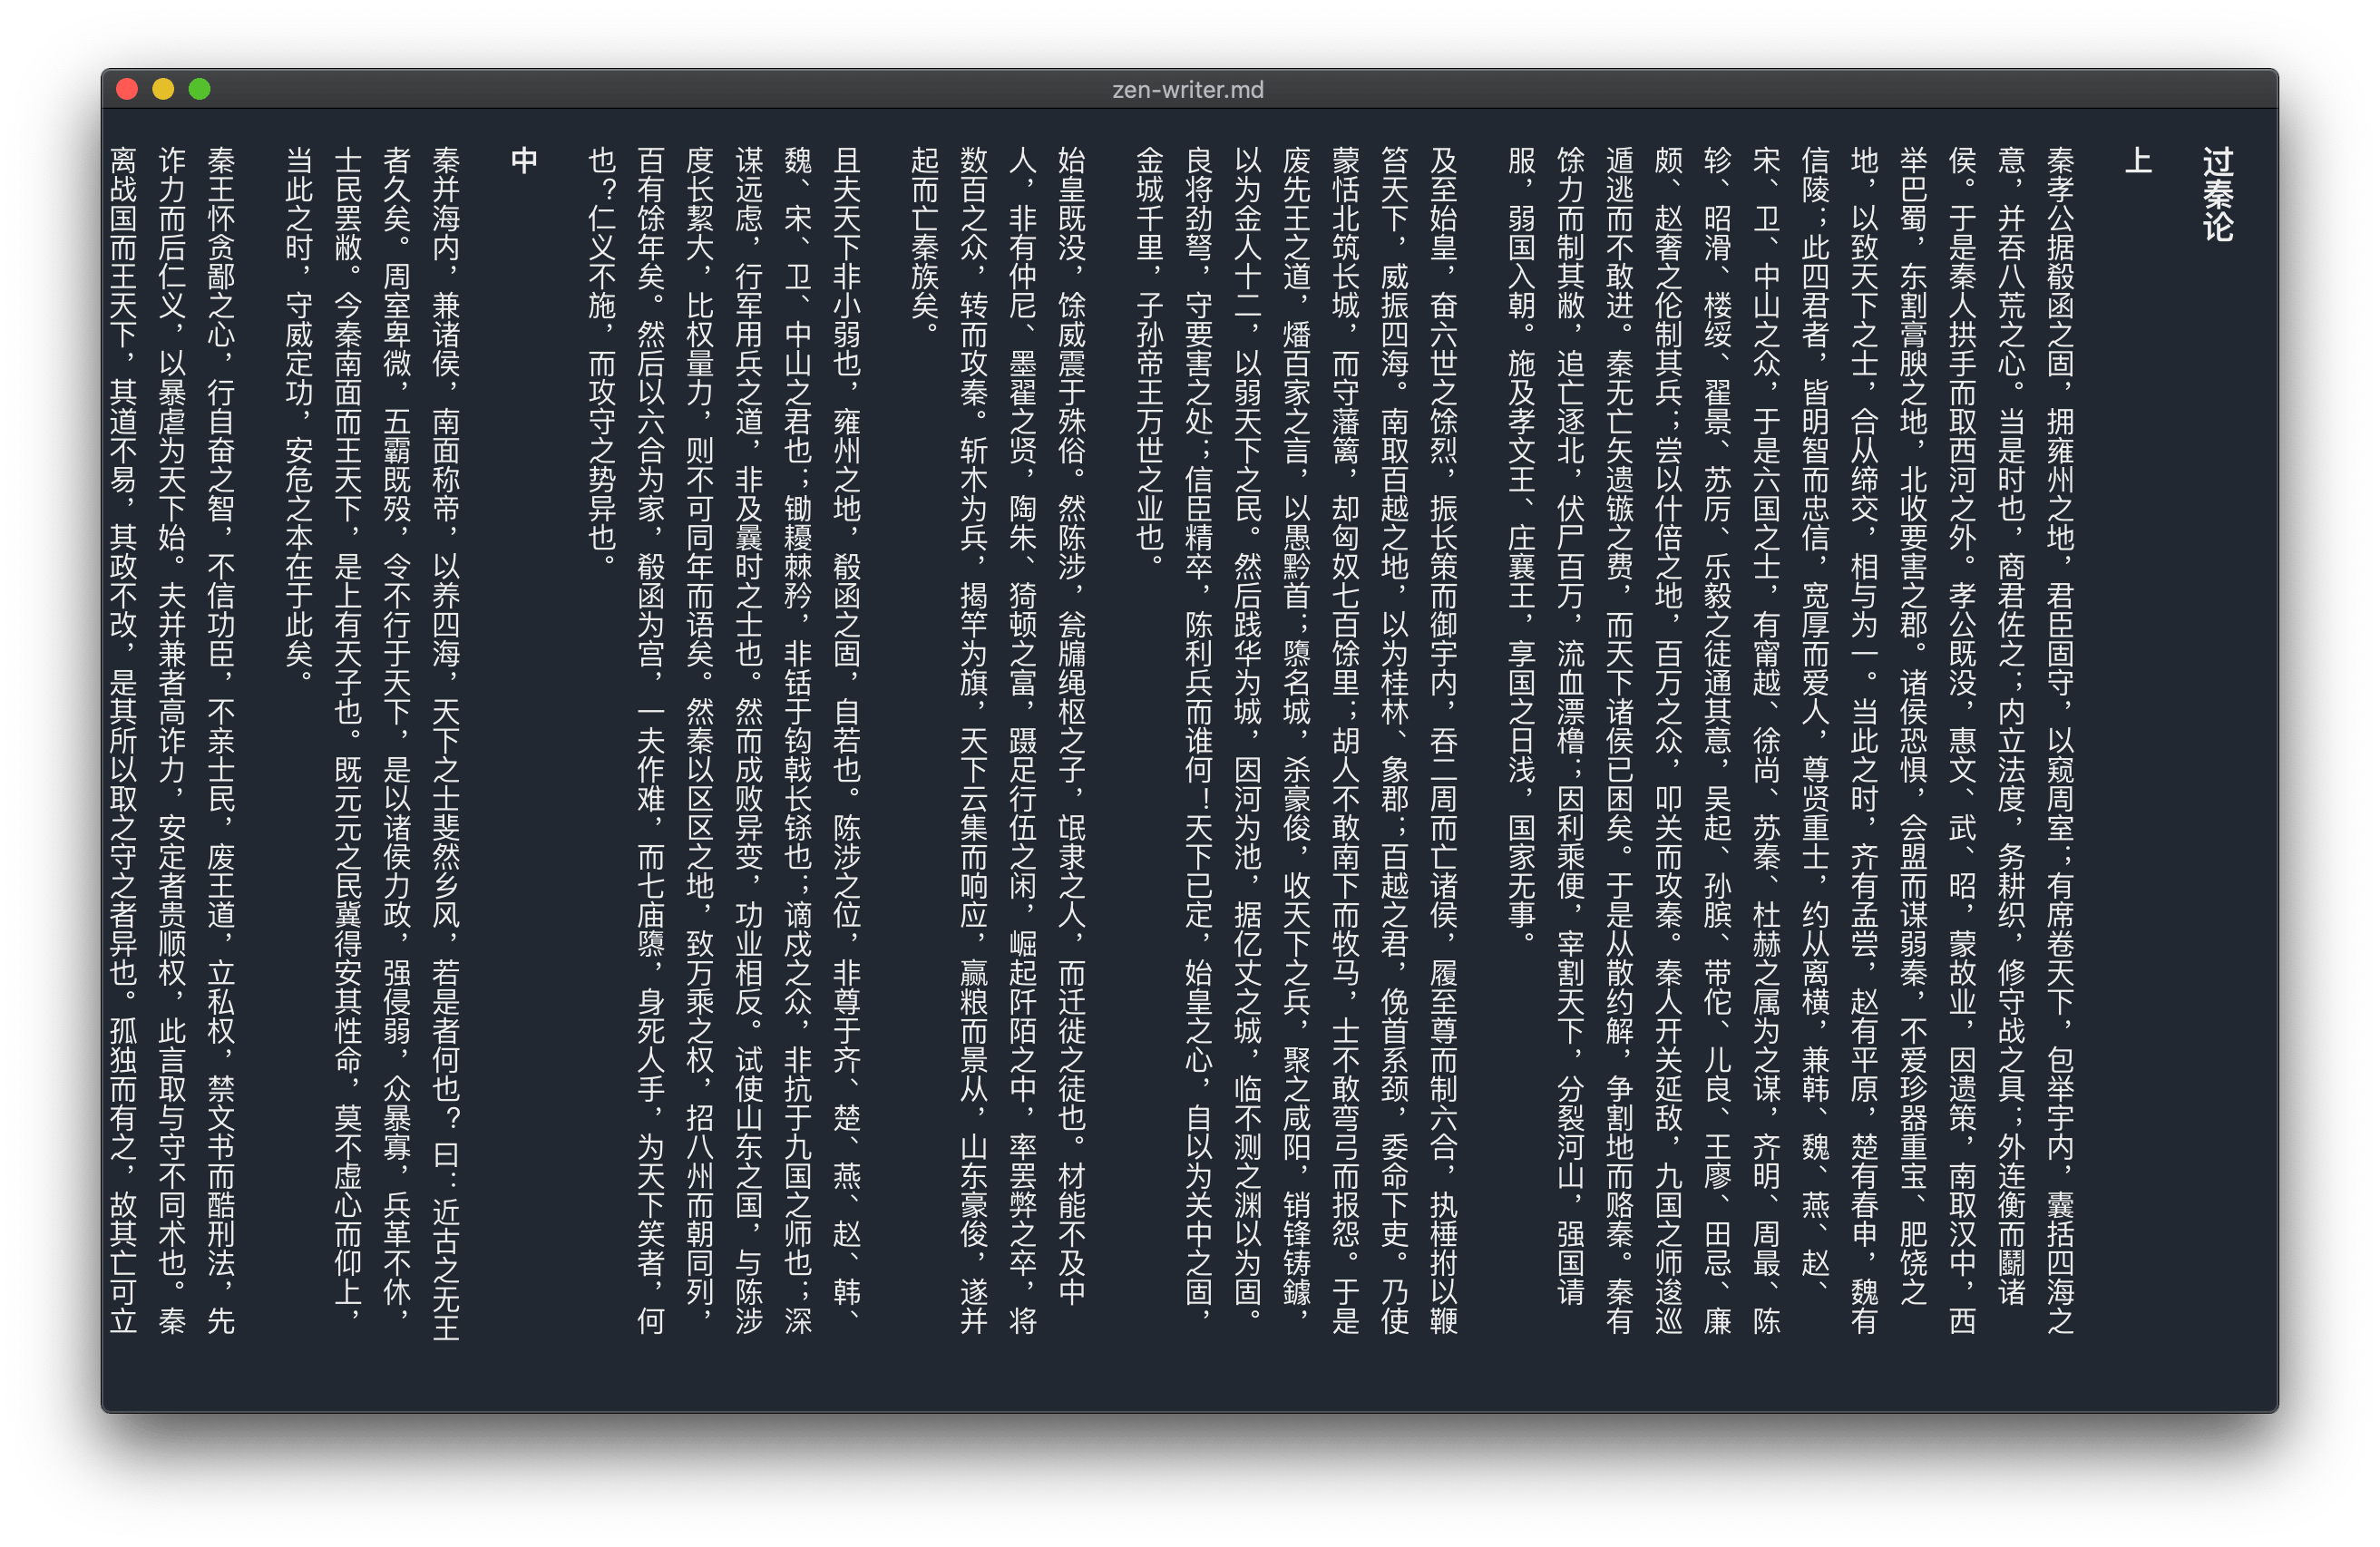 zen-writer.md
过秦论
上
秦孝公据殽函之固，拥雍州之地，君臣固守，以窥周室；有席卷天下，包举宇内，囊括四海之
意，并吞八荒之心。当是时也，商君佐之；内立法度，务耕织，修守战之具；外连衡而鬭诸
侯。于是秦人拱手而取西河之外。孝公既没，惠文、武、昭，蒙故业，因遗策，南取汉中，西
举巴蜀，东割膏腴之地，北收要害之郡。诸侯恐惧，会盟而谋弱秦，不爱珍器重宝、肥饶之
地，以致天下之士，合从缔交，相与为一。当此之时，齐有孟尝，赵有平原，楚有春申，魏有
信陵；此四君者，皆明智而忠信，宽厚而爱人，尊贤重士，约从离横，兼韩、魏、燕、赵、
宋、卫、中山之众，于是六国之士，有甯越、徐尚、苏秦、杜赫之属为之谋，齐明、周最、陈
轸、昭滑、楼绥、翟景、苏厉、乐毅之徒通其意，吴起、孙膑、带佗、儿良、王廖、田忌、廉
颇、赵奢之伦制其兵；尝以什倍之地，百万之众，叩关而攻秦。秦人开关延敌，九国之师逡巡
遁逃而不敢进。秦无亡矢遗镞之费，而天下诸侯已困矣。于是从散约解，争割地而赂秦。秦有
馀力而制其敝，追亡逐北，伏尸百万，流血漂橹；因利乘便，宰割天下，分裂河山，强国请
服，弱国入朝。施及孝文王、庄襄王，享国之日浅，国家无事。
及至始皇，奋六世之馀烈，振长策而御宇内，吞二周而亡诸侯，履至尊而制六合，执棰拊以鞭
笞天下，威振四海。南取百越之地，以为桂林、象郡；百越之君，俛首系颈，委命下吏。乃使
蒙恬北筑长城，而守藩篱，却匈奴七百馀里；胡人不敢南下而牧马，士不敢弯弓而报怨。于是
废先王之道，燔百家之言，以愚黔首；隳名城，杀豪俊，收天下之兵，聚之咸阳，销锋铸鐻，
以为金人十二，以弱天下之民。然后践华为城，因河为池，据亿丈之城，临不测之渊以为固。
良将劲弩，守要害之处；信臣精卒，陈利兵而谁何！天下已定，始皇之心，自以为关中之固，
金城千里，子孙帝王万世之业也。
始皇既没，馀威震于殊俗。然陈涉，瓮牖绳枢之子，氓隶之人，而迁徙之徒也。材能不及中
人，非有仲尼、墨翟之贤，陶朱、猗顿之富，蹑足行伍之闲，崛起阡陌之中，率罢弊之卒，将
数百之众，转而攻秦。斩木为兵，揭竿为旗，天下云集而响应，赢粮而景从，山东豪俊，遂并
起而亡秦族矣。
且夫天下非小弱也，雍州之地，殽函之固，自若也。陈涉之位，非尊于齐、楚、燕、赵、韩、
魏、宋、卫、中山之君也；锄耰棘矜，非铦于钩戟长铩也；谪戍之众，非抗于九国之师也；深
谋远虑，行军用兵之道，非及曩时之士也。然而成败异变，功业相反。试使山东之国，与陈涉
度长絜大，比权量力，则不可同年而语矣。然秦以区区之地，致万乘之权，招八州而朝同列，
百有馀年矣。然后以六合为家，殽函为宫，一夫作难，而七庙隳，身死人手，为天下笑者，何
也？仁义不施，而攻守之势异也。
中
秦并海内，兼诸侯，南面称帝，以养四海，天下之士斐然乡风，若是者何也？曰：近古之无王
者久矣。周室卑微，五霸既殁，令不行于天下，是以诸侯力政，强侵弱，众暴寡，兵革不休，
士民罢敝。今秦南面而王天下，是上有天子也。既元元之民冀得安其性命，莫不虚心而仰上，
当此之时，守威定功，安危之本在于此矣。
秦王怀贪鄙之心，行自奋之智，不信功臣，不亲士民，废王道，立私权，禁文书而酷刑法，先
诈力而后仁义，以暴虐为天下始。夫并兼者高诈力，安定者贵顺权，此言取与守不同术也。秦
离战国而王天下，其道不易，其政不改，是其所以取之守之者异也。孤独而有之，故其亡可立